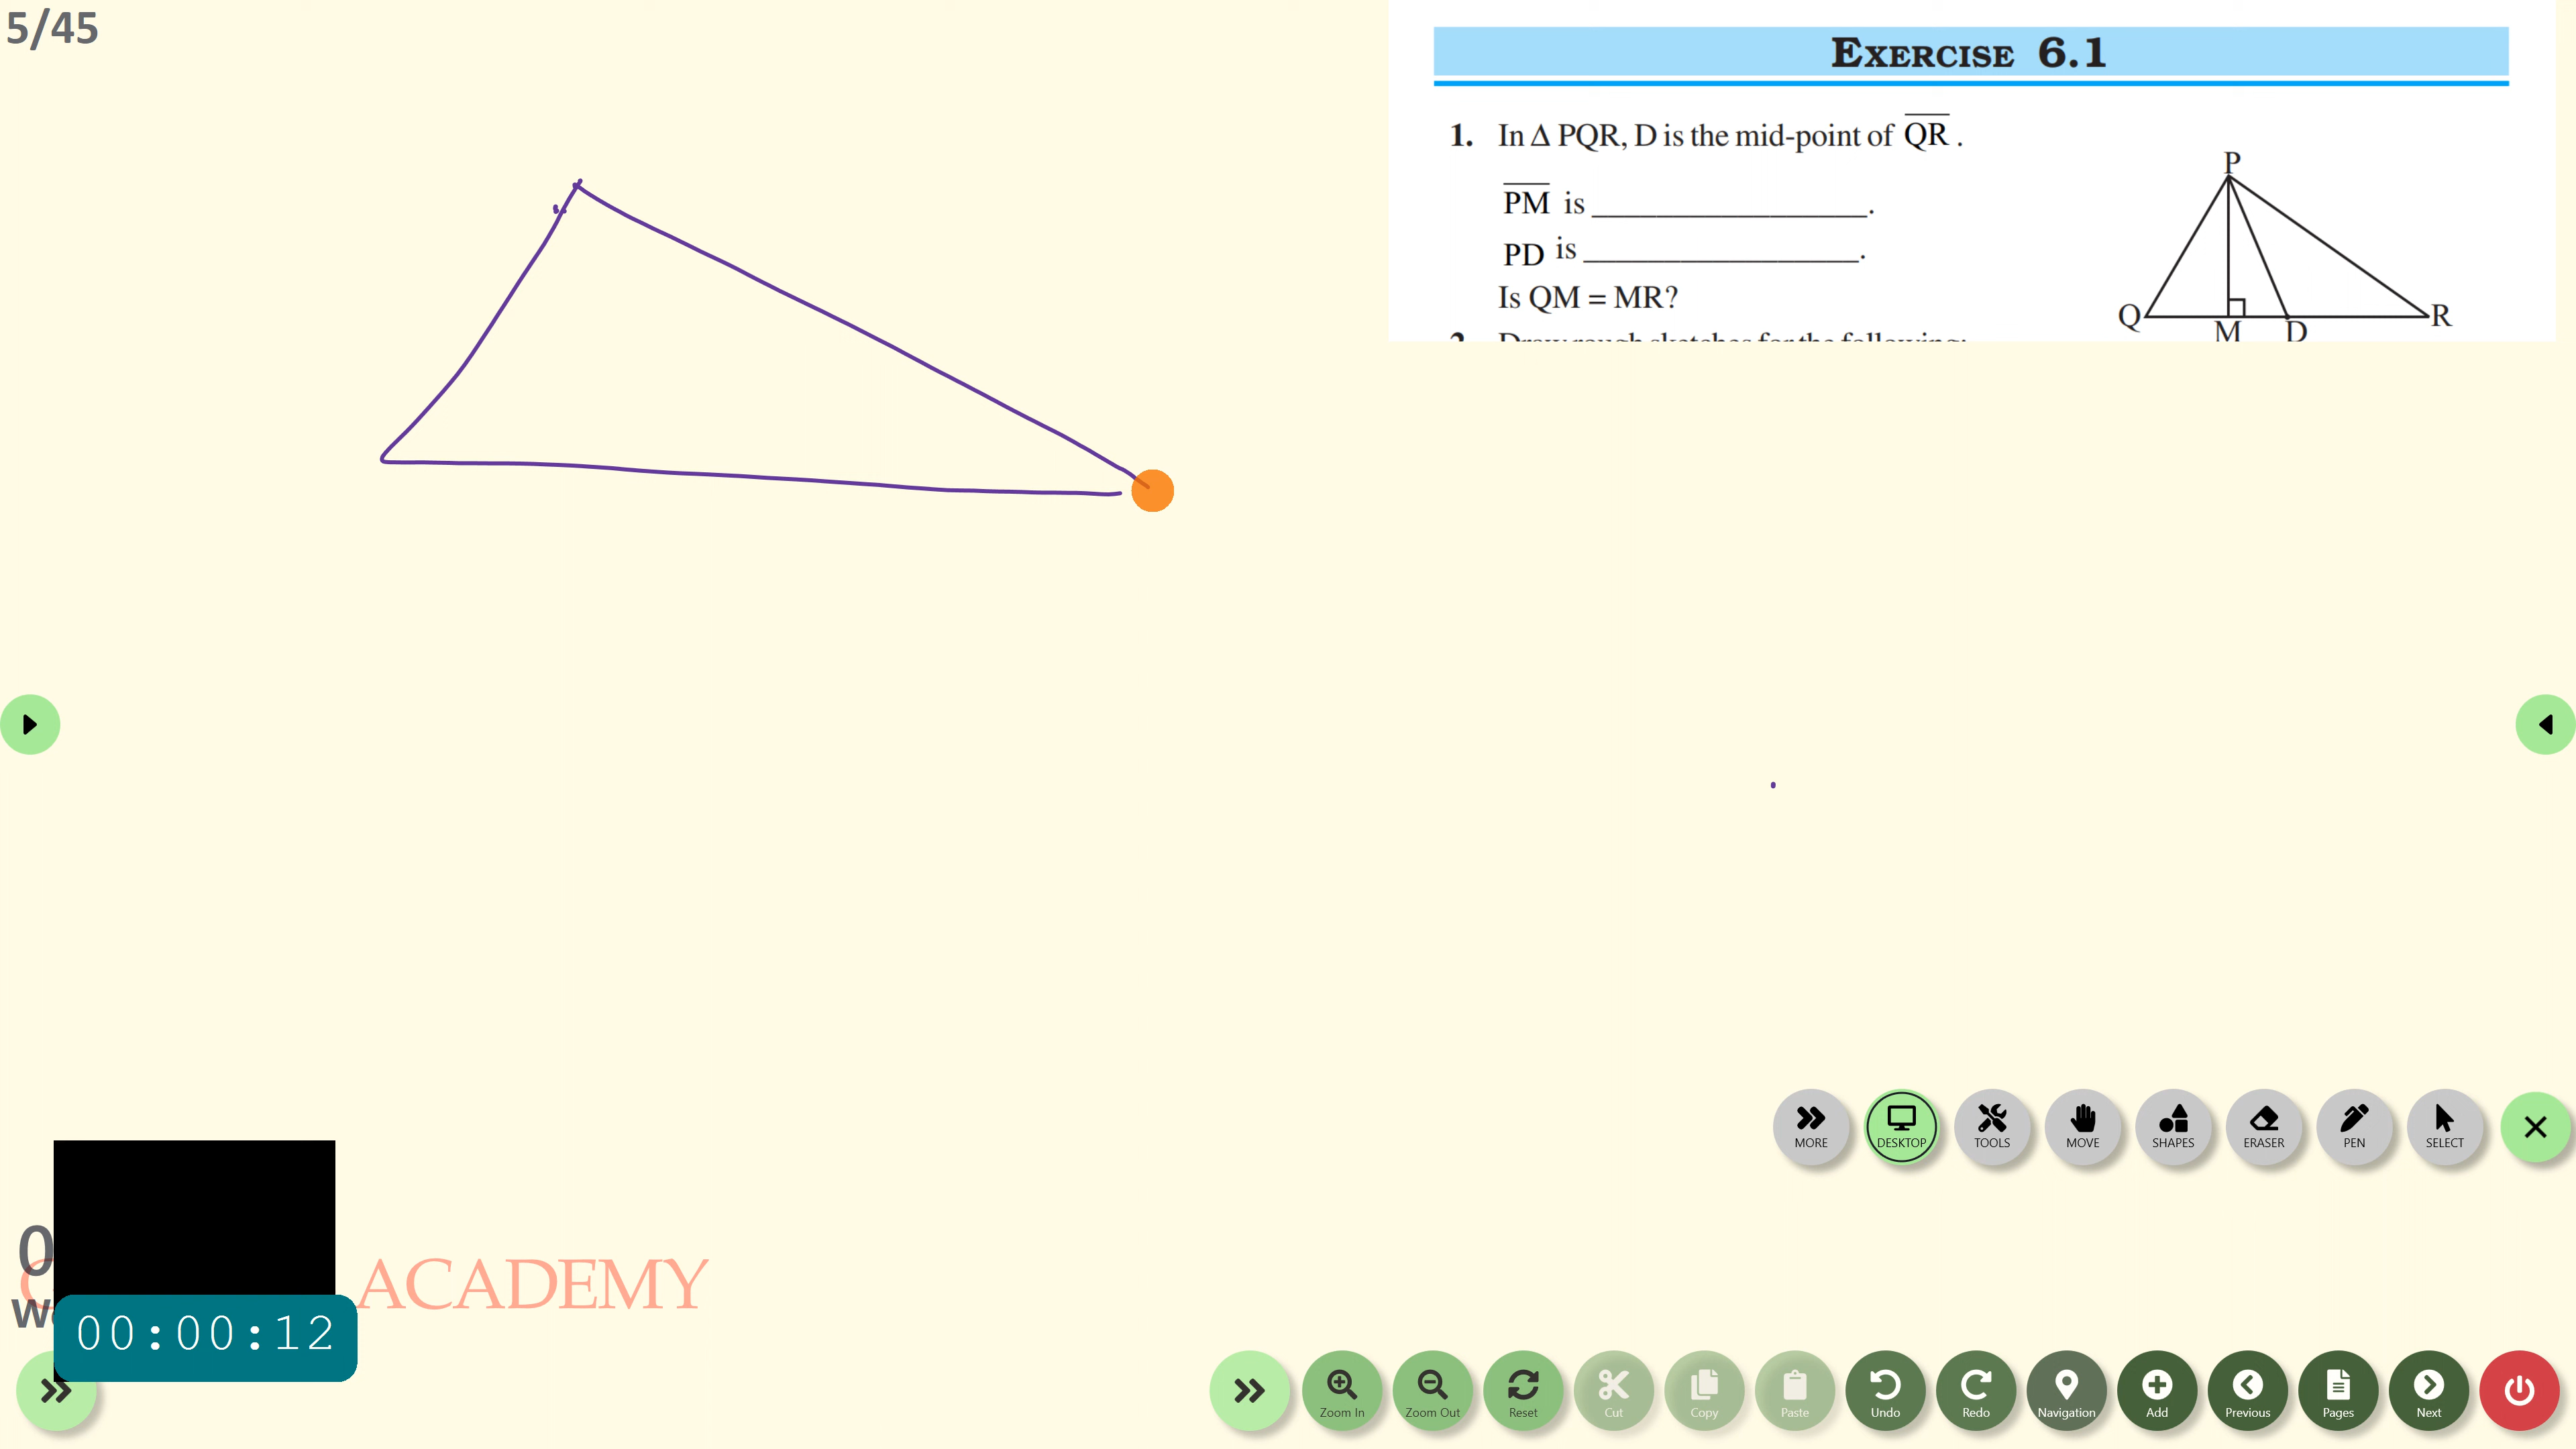 5/45
EXERCISE 6.1
1. In Δ PQR, D is the mid-point of QR .
PM is ________________.
PD is ________________.
Is QM = MR?
P
Q
M
D
R
MORE
DESKTOP
TOOLS
MOVE
SHAPES
ERASER
PEN
SELECT
ACADEMY
00:00:12
Zoom In
Zoom Out
Reset
Cut
Copy
Paste
Undo
Redo
Navigation
Add
Previous
Pages
Next